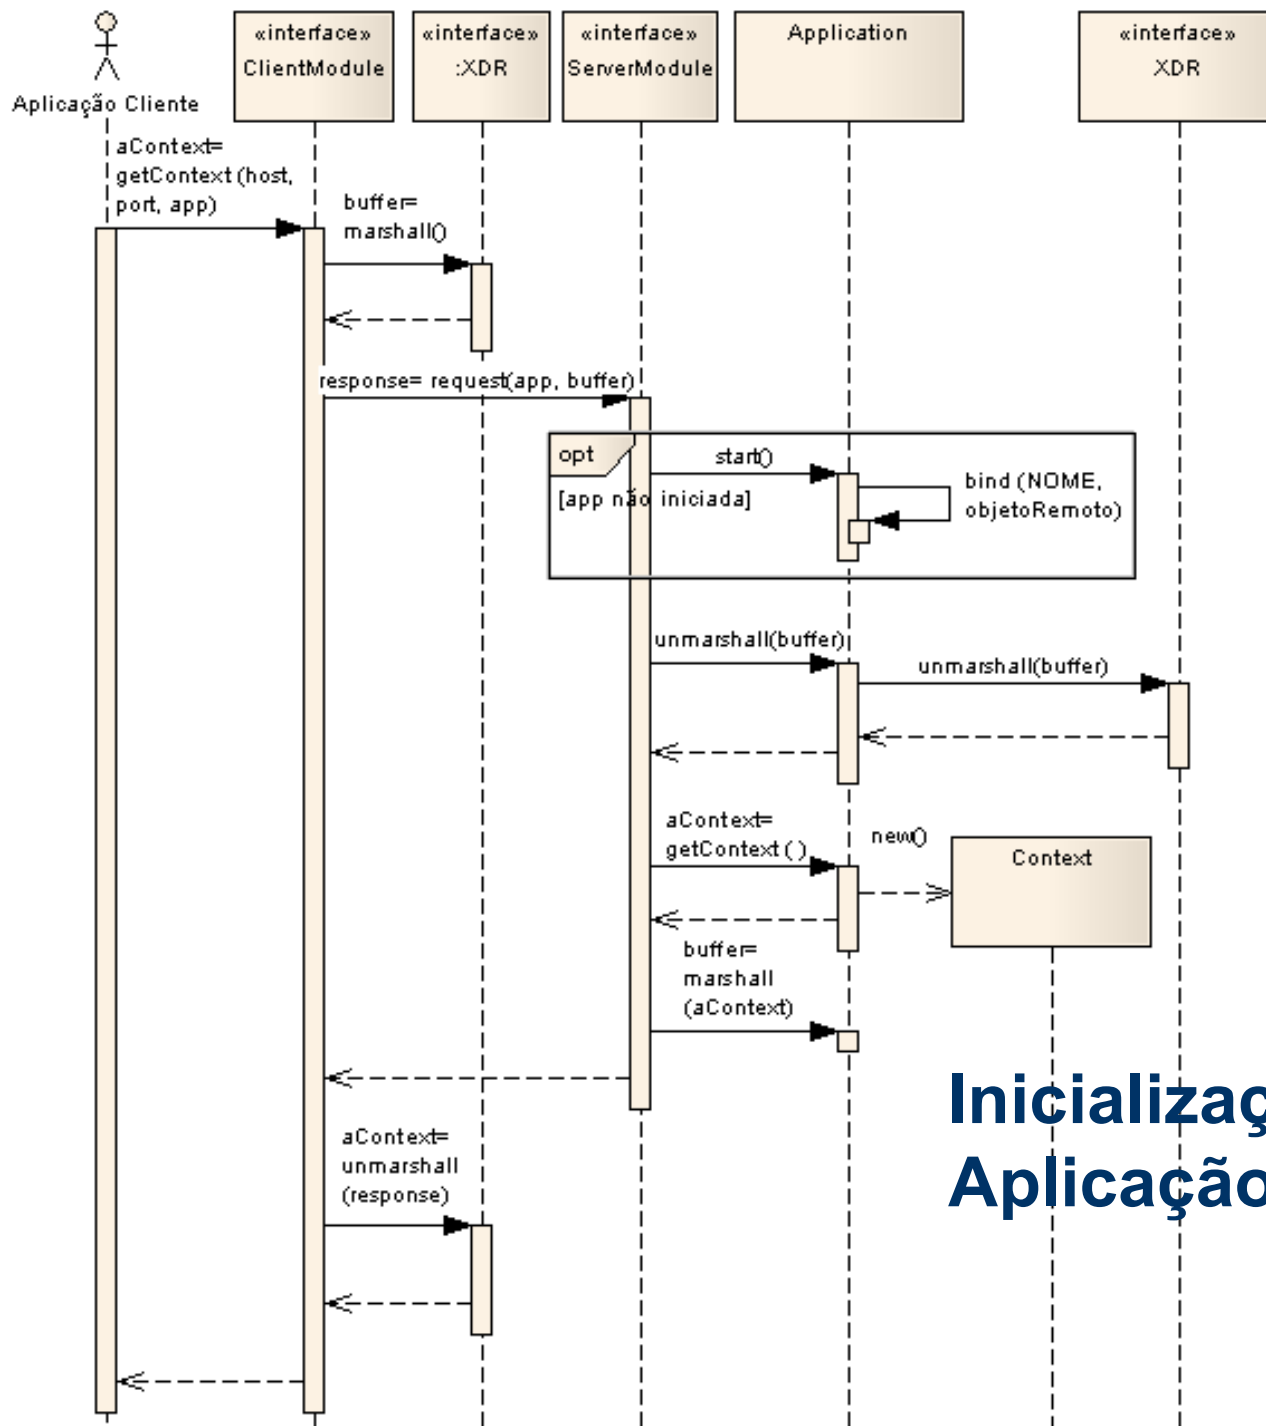 «interface»
ClientModule
«interface»
:XDR
«interface»
ServerModule
Application
«interface»
XDR
Aplicação Cliente
aContext=
getContext (host,
port, app)
buffer=
marshall()
response= request(app, buffer)
opt
[app não iniciada]
start()
bind (NOME,
objetoRemoto)
unmarshall(buffer)
unmarshall(buffer)
aContext=
getContext ( )
new()
Context
buffer=
marshall
(aContext)
aContext=
unmarshall
(response)
Inicializaç
Aplicação